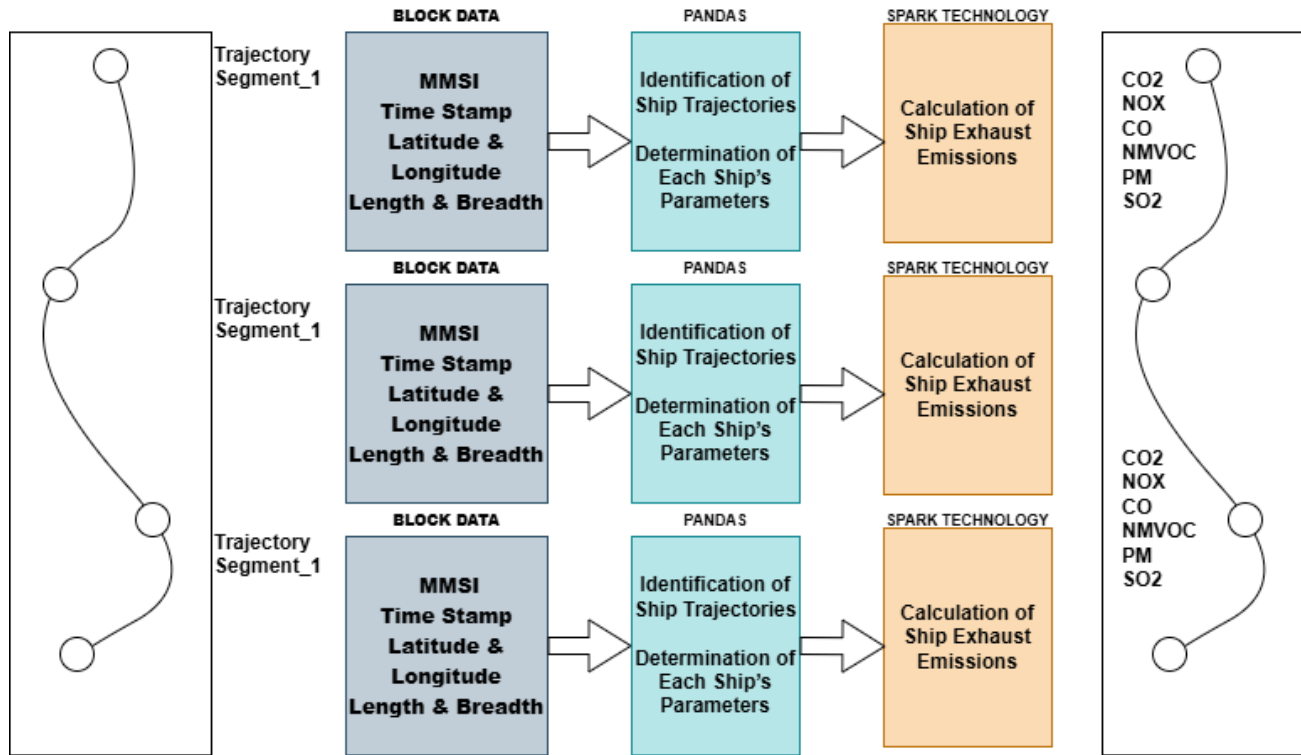 BLOCK DATA
PANDAS
SPARK TECHNOLOGY
Trajectory
Segment_1
MMSI
Time Stamp
Latitude &
Longitude
Length & Breadth
Identification of
Ship Trajectories
Determination of
Each Ship's
Parameters
Calculation of
Ship Exhaust
Emissions
CO2
NOX
CO
NMVOC
PM
SO2
BLOCK DATA
PANDAS
SPARK TECHNOLOGY
Trajectory
Segment_1
MMSI
Time Stamp
Latitude &
Longitude
Length & Breadth
Identification of
Ship Trajectories
Determination of
Each Ship's
Parameters
Calculation of
Ship Exhaust
Emissions
CO2
NOX
CO
NMVOC
PM
SO2
BLOCK DATA
PANDAS
SPARK TECHNOLOGY
Trajectory
Segment_1
MMSI
Time Stamp
Latitude &
Longitude
Length & Breadth
Identification of
Ship Trajectories
Determination of
Each Ship's
Parameters
Calculation of
Ship Exhaust
Emissions